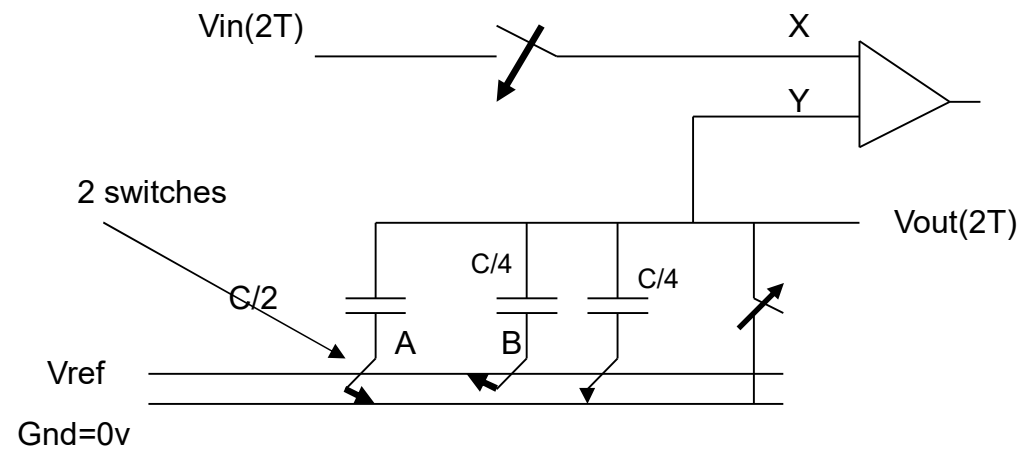 Vin(2T)
X
Y
2 switches
Vout(2T)
C/4
C/4
C/2
A
B
Vref
Gnd=0v